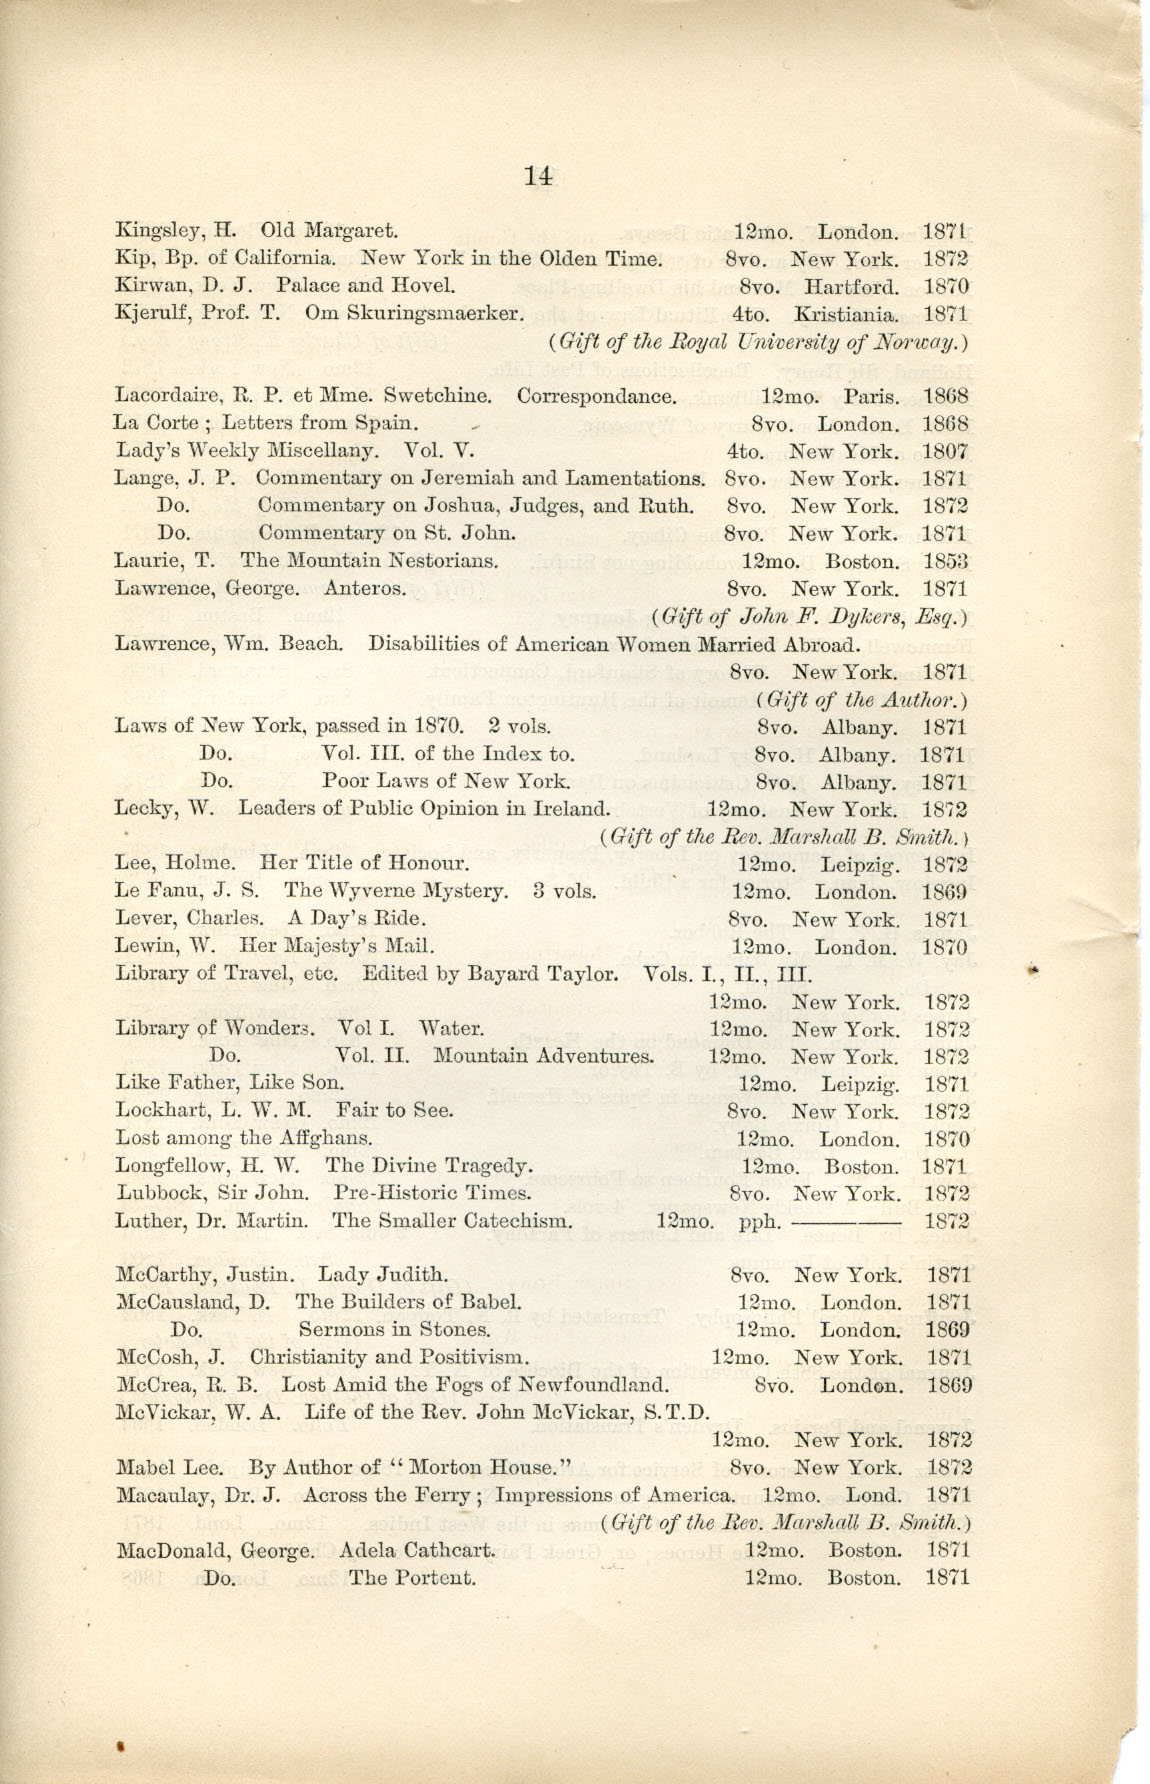 14
Kingsley, H. Old Margaret. 12mo. London. 1871
Kip, Bp. of California. New York in the Olden Time. 8vo. New York. 1872
Kirwan, D. J. Palace and Hovel. 8vo. Hartford. 1870
Kjerulf, Prof. T. Om Skuringsmaerker. 4to. Kristiania. 1871
(Gift of the Royal University of Norway.)
Lacordaire, R. P. et Mme. Swetchine. Correspondance. 12mo. Paris. 1868
La Corte ; Letters from Spain. 8vo. London. 1868
Lady's Weekly Miscellany. Vol. V. 4to. New York. 1807
Lange, J. P. Commentary on Jeremiah and Lamentations. 8vo. New York. 1871
Do. Commentary on Joshua, Judges, and Ruth. 8vo. New York. 1872
Do. Commentary on St. John. 8vo. New York. 1871
Laurie, T. The Mountain Nestorians. 12mo. Boston. 1853
Lawrence, George. Anteros. 8vo. New York. 1871
(Gift of John F. Dykers, Esq.)
Lawrence, Wm. Beach. Disabilities of American Women Married Abroad.
8vo. New York. 1871
(Gift of the Author.)
Laws of New York, passed in 1870. 2 vols. 8vo. Albany. 1871
Do. Vol. III. of the Index to. 8vo. Albany. 1871
Do. Poor Laws of New York. 8vo. Albany. 1871
Lecky, W. Leaders of Public Opinion in Ireland. 12mo. New York. 1872
(Gift of the Rev. Marshall B. Smith.)
Lee, Holme. Her Title of Honour. 12mo. Leipzig. 1872
Le Fanu, J. S. The Wyverne Mystery. 3 vols. 12mo. London. 1869
Lever, Charles. A Day's Ride. 8vo. New York. 1871
Lewin, W. Her Majesty's Mail. 12mo. London. 1870
Library of Travel, etc. Edited by Bayard Taylor. Vols. I., II., III.
12mo. New York. 1872
Library of Wonders. Vol I. Water. 12mo. New York. 1872
Do. Vol. II. Mountain Adventures. 12mo. New York. 1872
Like Father, Like Son. 12mo. Leipzig. 1871
Lockhart, L. W. M. Fair to See. 8vo. New York. 1872
Lost among the Affghans. 12mo. London. 1870
Longfellow, H. W. The Divine Tragedy. 12mo. Boston. 1871
Lubbock, Sir John. Pre-Historic Times. 8vo. New York. 1872
Luther, Dr. Martin. The Smaller Catechism. 12mo. pph. ——— 1872
McCarthy, Justin. Lady Judith. 8vo. New York. 1871
McCausland, D. The Builders of Babel. 12mo. London. 1871
Do. Sermons in Stones. 12mo. London. 1869
McCosh, J. Christianity and Positivism. 12mo. New York. 1871
McCrea, R. B. Lost Amid the Fogs of Newfoundland. 8vo. London. 1869
McVickar, W. A. Life of the Rev. John McVickar, S.T.D.
12mo. New York. 1872
Mabel Lee. By Author of " Morton House." 8vo. New York. 1872
Macaulay, Dr. J. Across the Ferry ; Impressions of America. 12mo. Lond. 1871
(Gift of the Rev. Marshall B. Smith.)
MacDonald, George. Adela Cathcart. 12mo. Boston. 1871
Do. The Portent. 12mo. Boston. 1871